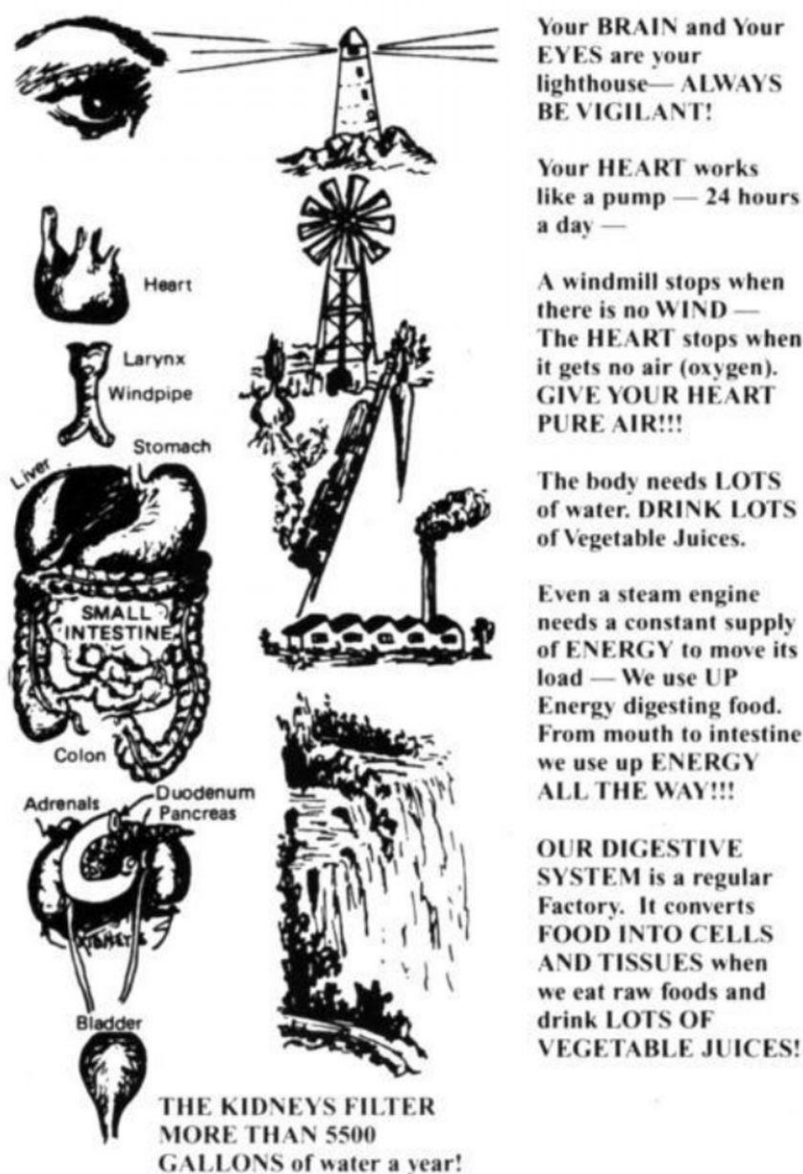 Your BRAIN and Your
EYES are your
lighthouse— ALWAYS
BE VIGILANT!
Your HEART works
like a pump — 24 hours
a day —
A windmill stops when
there is no WIND —
The HEART stops when
it gets no air (oxygen).
GIVE YOUR HEART
PURE AIR!!!
The body needs LOTS
of water. DRINK LOTS
of Vegetable Juices.
Even a steam engine
needs a constant supply
of ENERGY to move its
load — We use UP
Energy digesting food.
From mouth to intestine
we use up ENERGY
ALL THE WAY!!!
OUR DIGESTIVE
SYSTEM is a regular
Factory. It converts
FOOD INTO CELLS
AND TISSUES when
we eat raw foods and
drink LOTS OF
VEGETABLE JUICES!
Heart
Larynx
Windpipe
Stomach
Liver
SMALL
INTESTINE
Colon
Duodenum
Adrenals
Pancreas
Bladder
THE KIDNEYS FILTER
MORE THAN 5500
GALLONS of water a year!